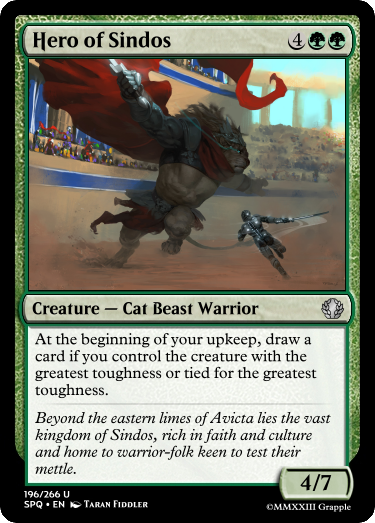 Hero of Sindos 4
Creature — Cat Beast Warrior
At the beginning of your upkeep, draw a
card if you control the creature with the
greatest toughness or tied for the greatest
toughness.
Beyond the eastern limes of Avicta lies the vast
kingdom of Sindos, rich in faith and culture
and home to warrior-folk keen to test their
mettle.
4/7
196/266 U
SPQ • EN TARAN FIDDLER
©MMXXIII Grapple